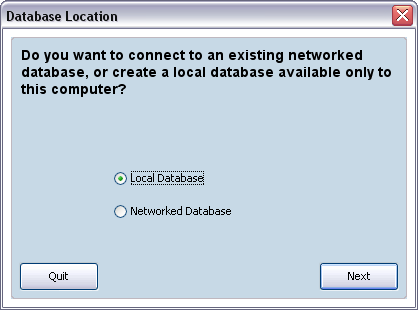 Database Location
Do you want to connect to an existing networked
database, or create a local database available only to
this computer?
Local Database
Networked Database
Quit
Next